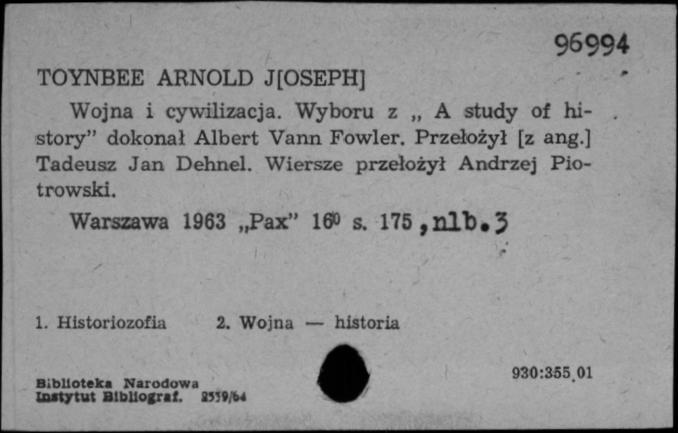 96994
TOYNBEE ARNOLD J[OSEPH]
Wojna i cywilizacja. Wyboru z „ A study of hi-
story” dokonał Albert Vann Fowler. Przełożył [z ang.]
Tadeusz Jan Dehnel. Wiersze przełożył Andrzej Pio-
trowski.
Warszawa 1963 „Pax” 16⁰ s. 175, nlb. 3
1. Historiozofia 2. Wojna — historia
930:355.01
Biblioteka Narodowa
Instytut Bibliograf. 2559/64